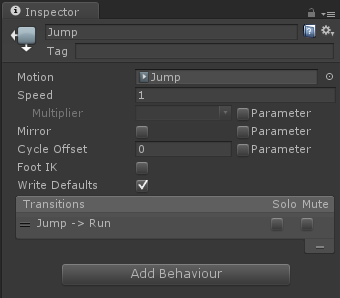 Inspector
Jump
Tag
Motion Jump
Speed 1
Multiplier Parameter
Mirror Parameter
Cycle Offset 0 Parameter
Foot IK
Write Defaults
Transitions Solo Mute
Jump -> Run
Add Behaviour